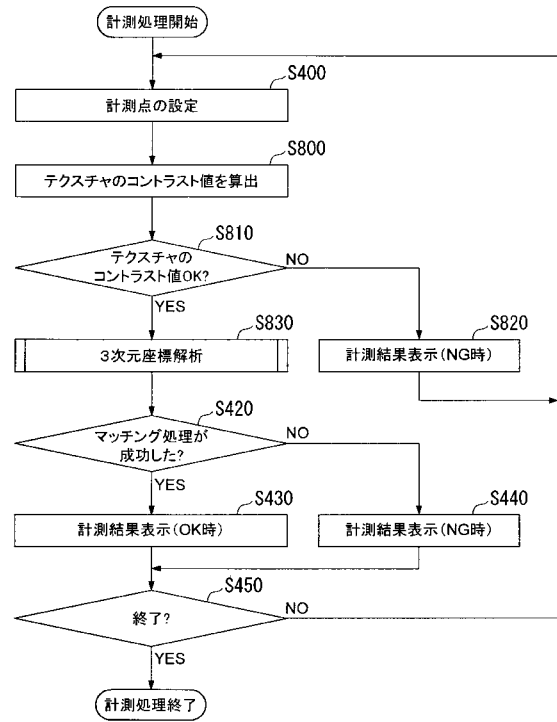 計測処理開始
S400
計測点の設定
S800
テクスチャのコントラスト値を算出
S810
テクスチャの
コントラスト値OK?
NO
YES
S830
3次元座標解析
S820
計測結果表示(NG時)
S420
マッチング処理が
成功した?
NO
YES
S430
計測結果表示(OK時)
S440
計測結果表示(NG時)
S450
終了?
NO
YES
計測処理終了